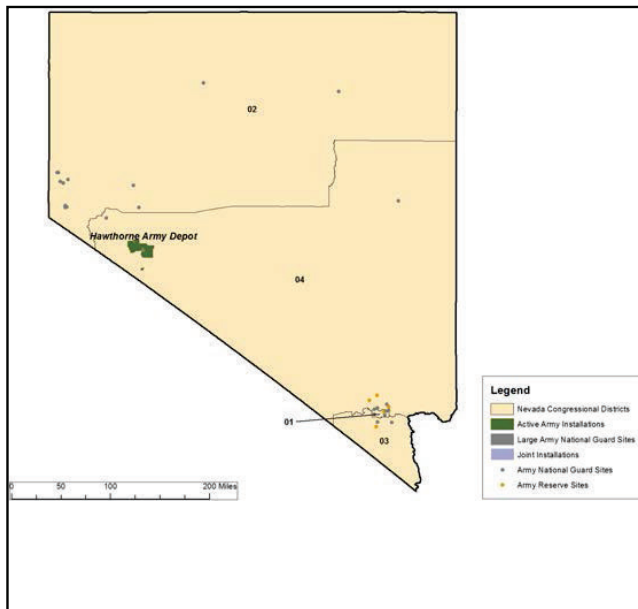 02
Hawthorne Army Depot
04
01
03
Legend
Nevada Congressional Districts
Active Army Installations
Large Army National Guard Sites
Joint Installations
Army National Guard Sites
Army Reserve Sites
0 50 100 200 Miles